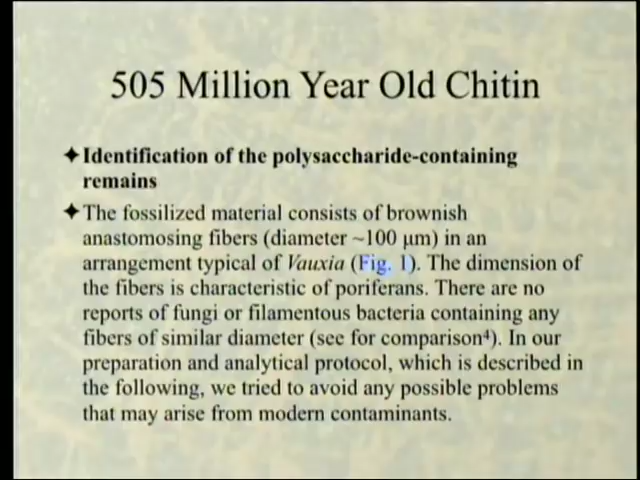 505 Million Year Old Chitin
✦Identification of the polysaccharide-containing
remains
✦The fossilized material consists of brownish
anastomosing fibers (diameter ~100 μm) in an
arrangement typical of Vauxia (Fig. 1). The dimension of
the fibers is characteristic of poriferans. There are no
reports of fungi or filamentous bacteria containing any
fibers of similar diameter (see for comparison⁴). In our
preparation and analytical protocol, which is described in
the following, we tried to avoid any possible problems
that may arise from modern contaminants.